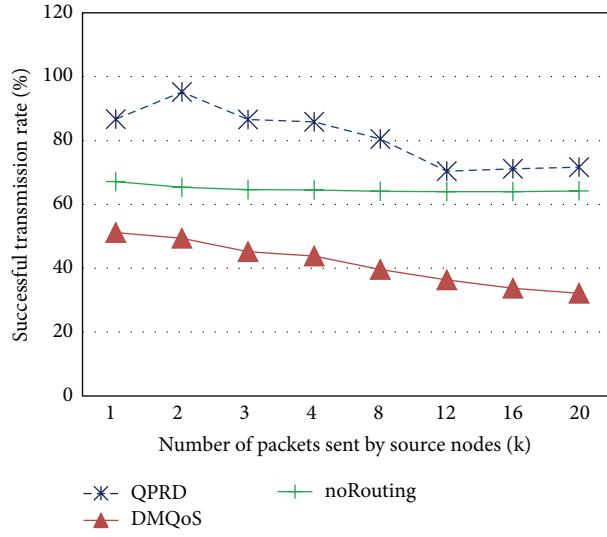 120
100
80
60
40
20
0
Successful transmission rate (%)
1 2 3 4 8 12 16 20
Number of packets sent by source nodes (k)
QPRD noRouting
DMQoS